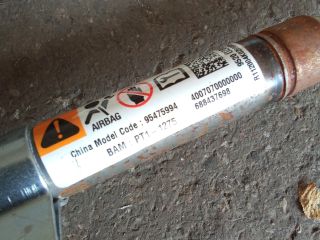 AIRBAG
China Model Code : 95475994
BAM PT1-1275
4007070000000
688437698